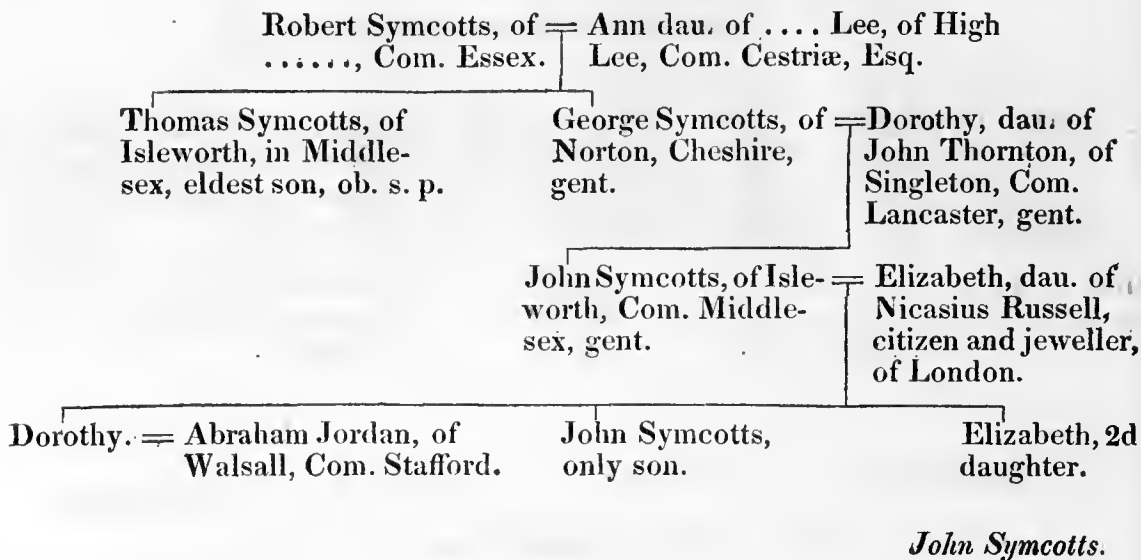 Robert Symcotts, of = Ann dau. of .... Lee, of High
......, Com. Essex. Lee, Com. Cestriæ, Esq.
Thomas Symcotts, of
Isleworth, in Middle-
sex, eldest son, ob. s. p.
George Symcotts, of =
Norton, Cheshire,
gent.
Dorothy, dau. of
John Thornton, of
Singleton, Com.
Lancaster, gent.
John Symcotts, of Isle- =
worth, Com. Middle-
sex, gent.
Elizabeth, dau. of
Nicasius Russell,
citizen and jeweller,
of London.
Dorothy. =
Abraham Jordan, of
Walsall, Com. Stafford.
John Symcotts,
only son.
Elizabeth, 2d
daughter.
John Symcotts.